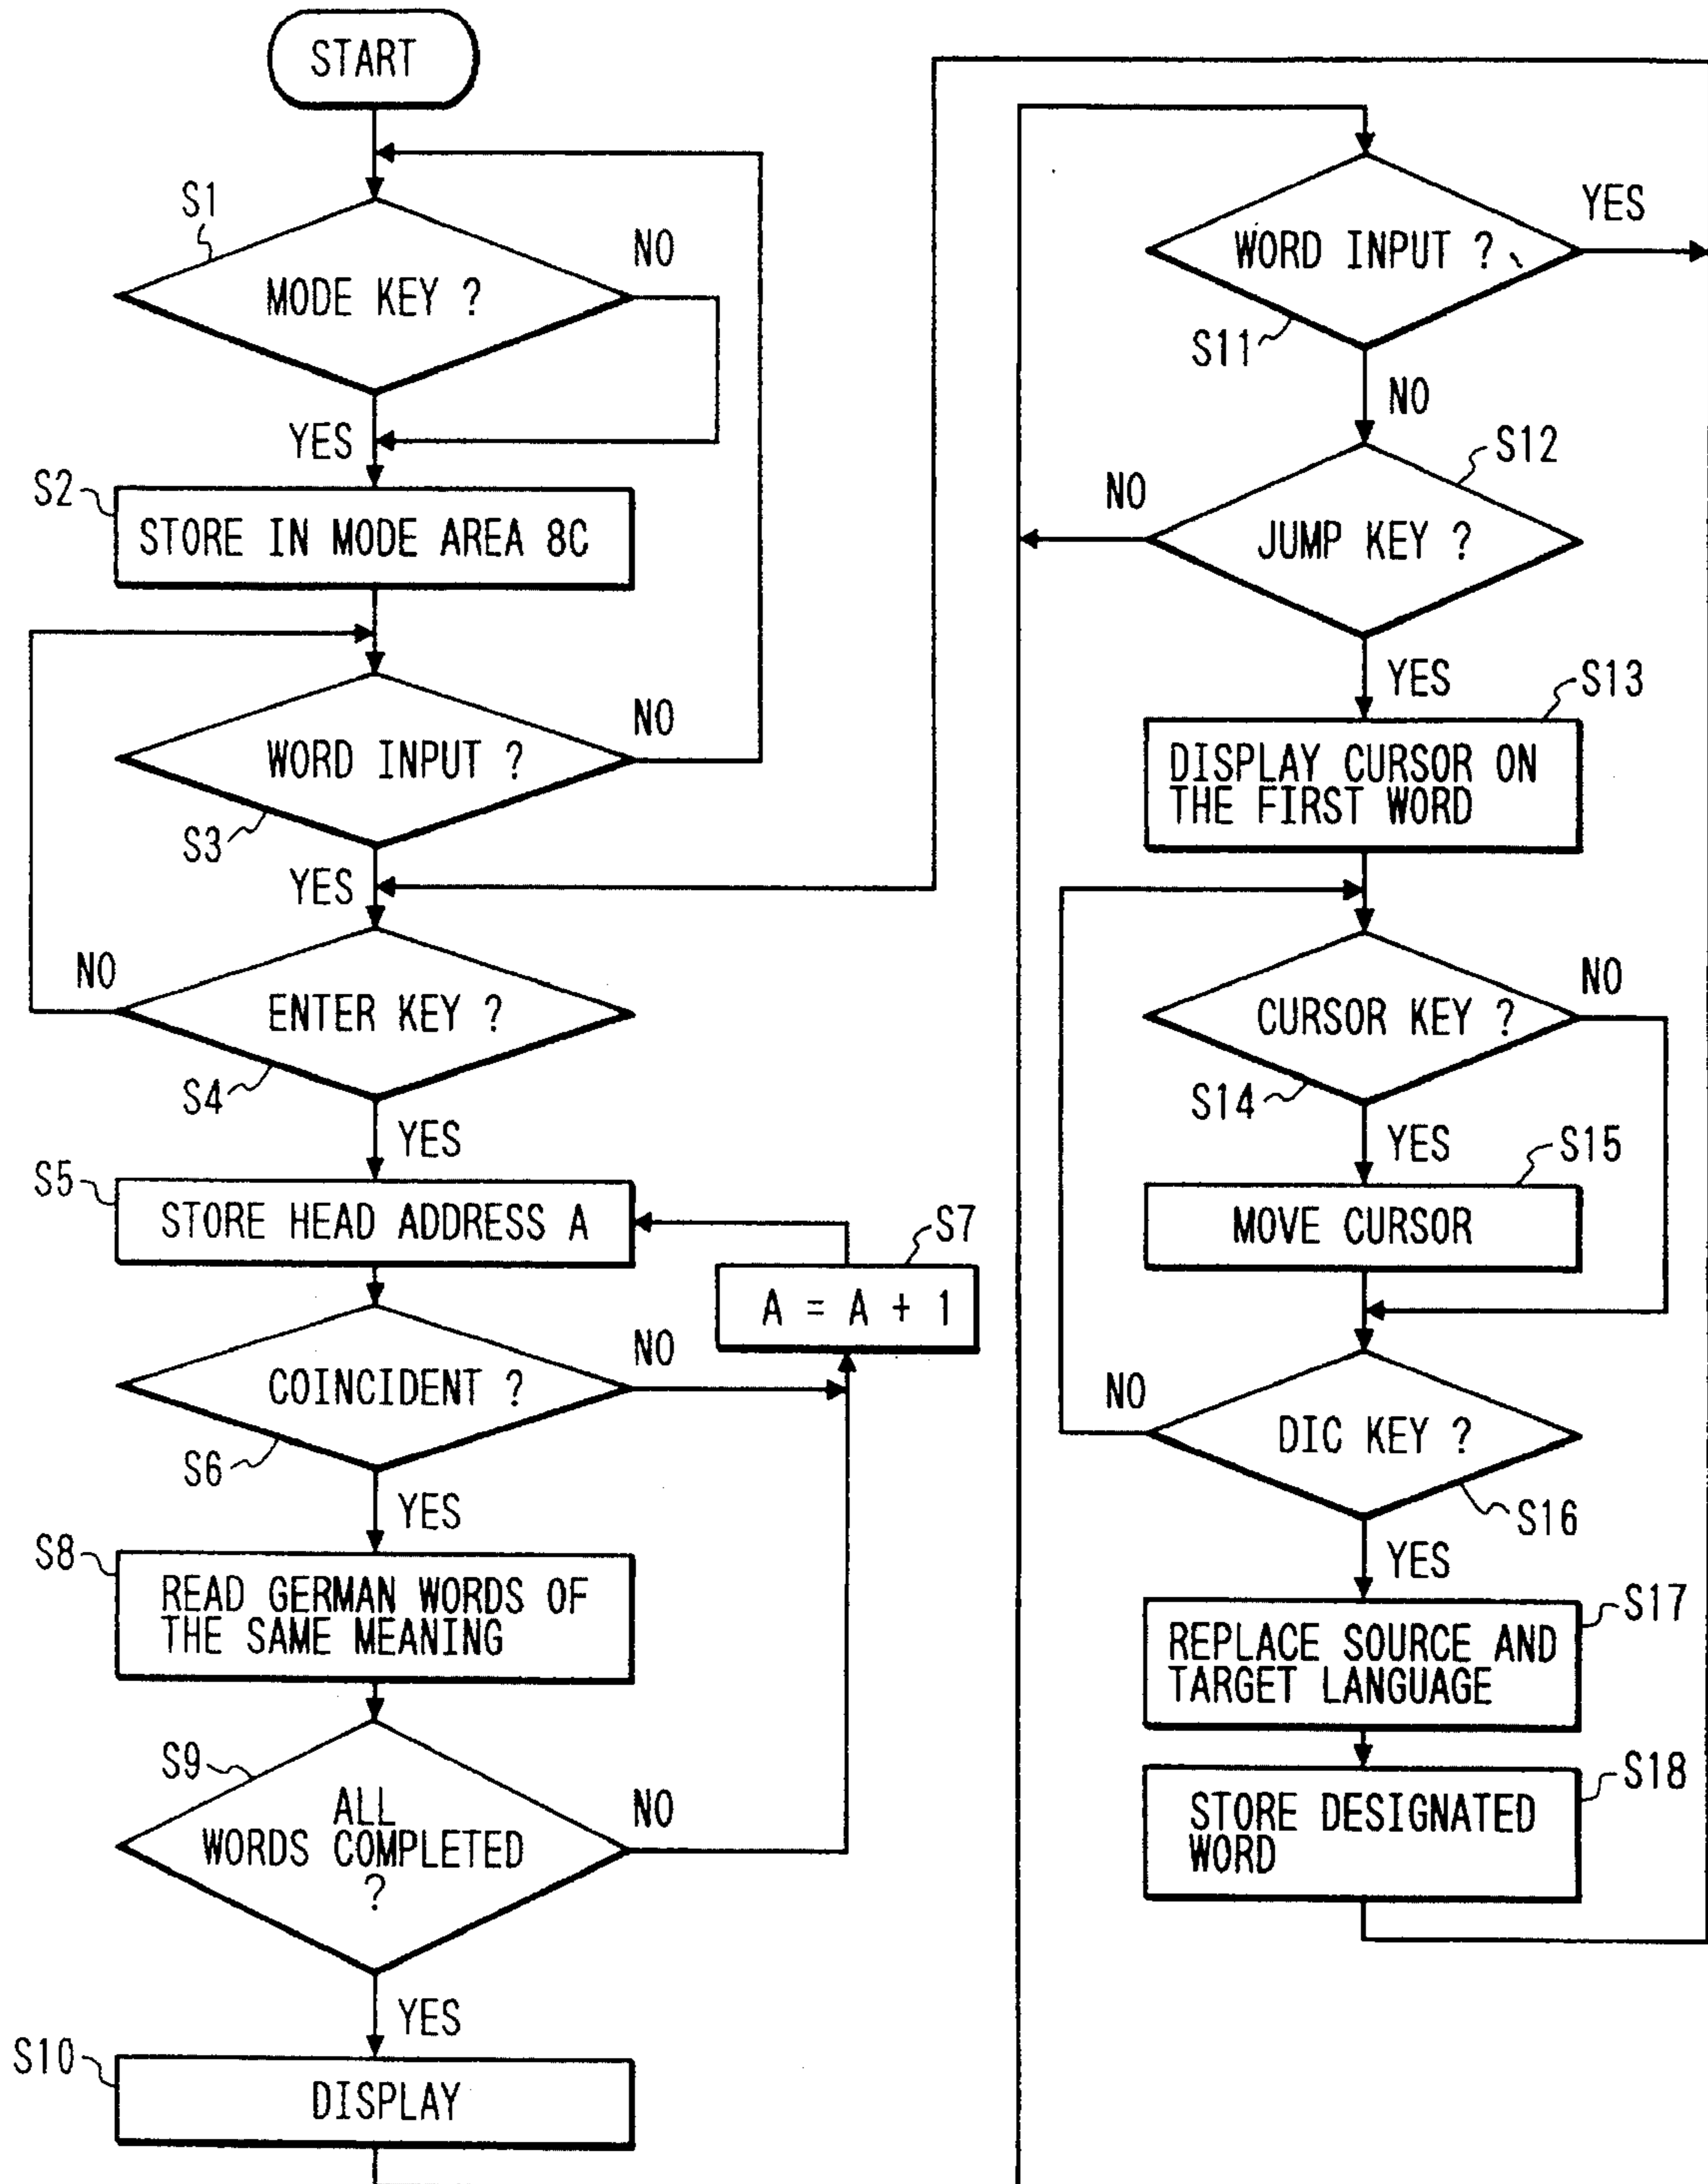 START
S1
MODE KEY ?
NO
YES
S2
STORE IN MODE AREA 8C
WORD INPUT ?
NO
S3
YES
NO
ENTER KEY ?
S4
YES
S5
STORE HEAD ADDRESS A
S7
A = A + 1
COINCIDENT ?
NO
S6
YES
S8
READ GERMAN WORDS OF
THE SAME MEANING
S9
ALL
WORDS COMPLETED
?
NO
YES
S10
DISPLAY
WORD INPUT ?
YES
S11
NO
S12
NO
JUMP KEY ?
YES
S13
DISPLAY CURSOR ON
THE FIRST WORD
NO
CURSOR KEY ?
S14
YES
S15
MOVE CURSOR
NO
DIC KEY ?
S16
YES
S17
REPLACE SOURCE AND
TARGET LANGUAGE
S18
STORE DESIGNATED
WORD